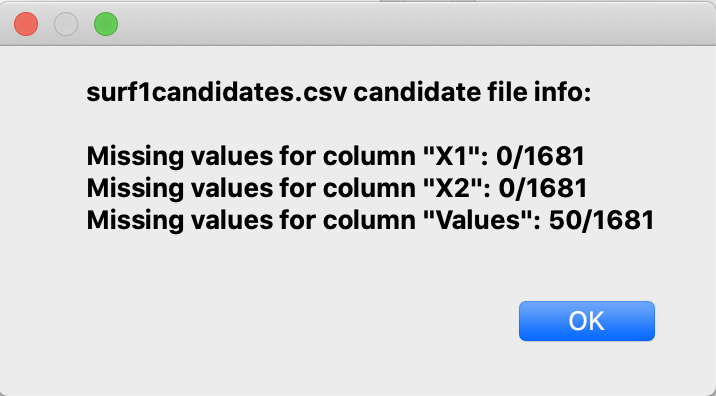 surf1candidates.csv candidate file info:
Missing values for column "X1": 0/1681
Missing values for column "X2": 0/1681
Missing values for column "Values": 50/1681
OK